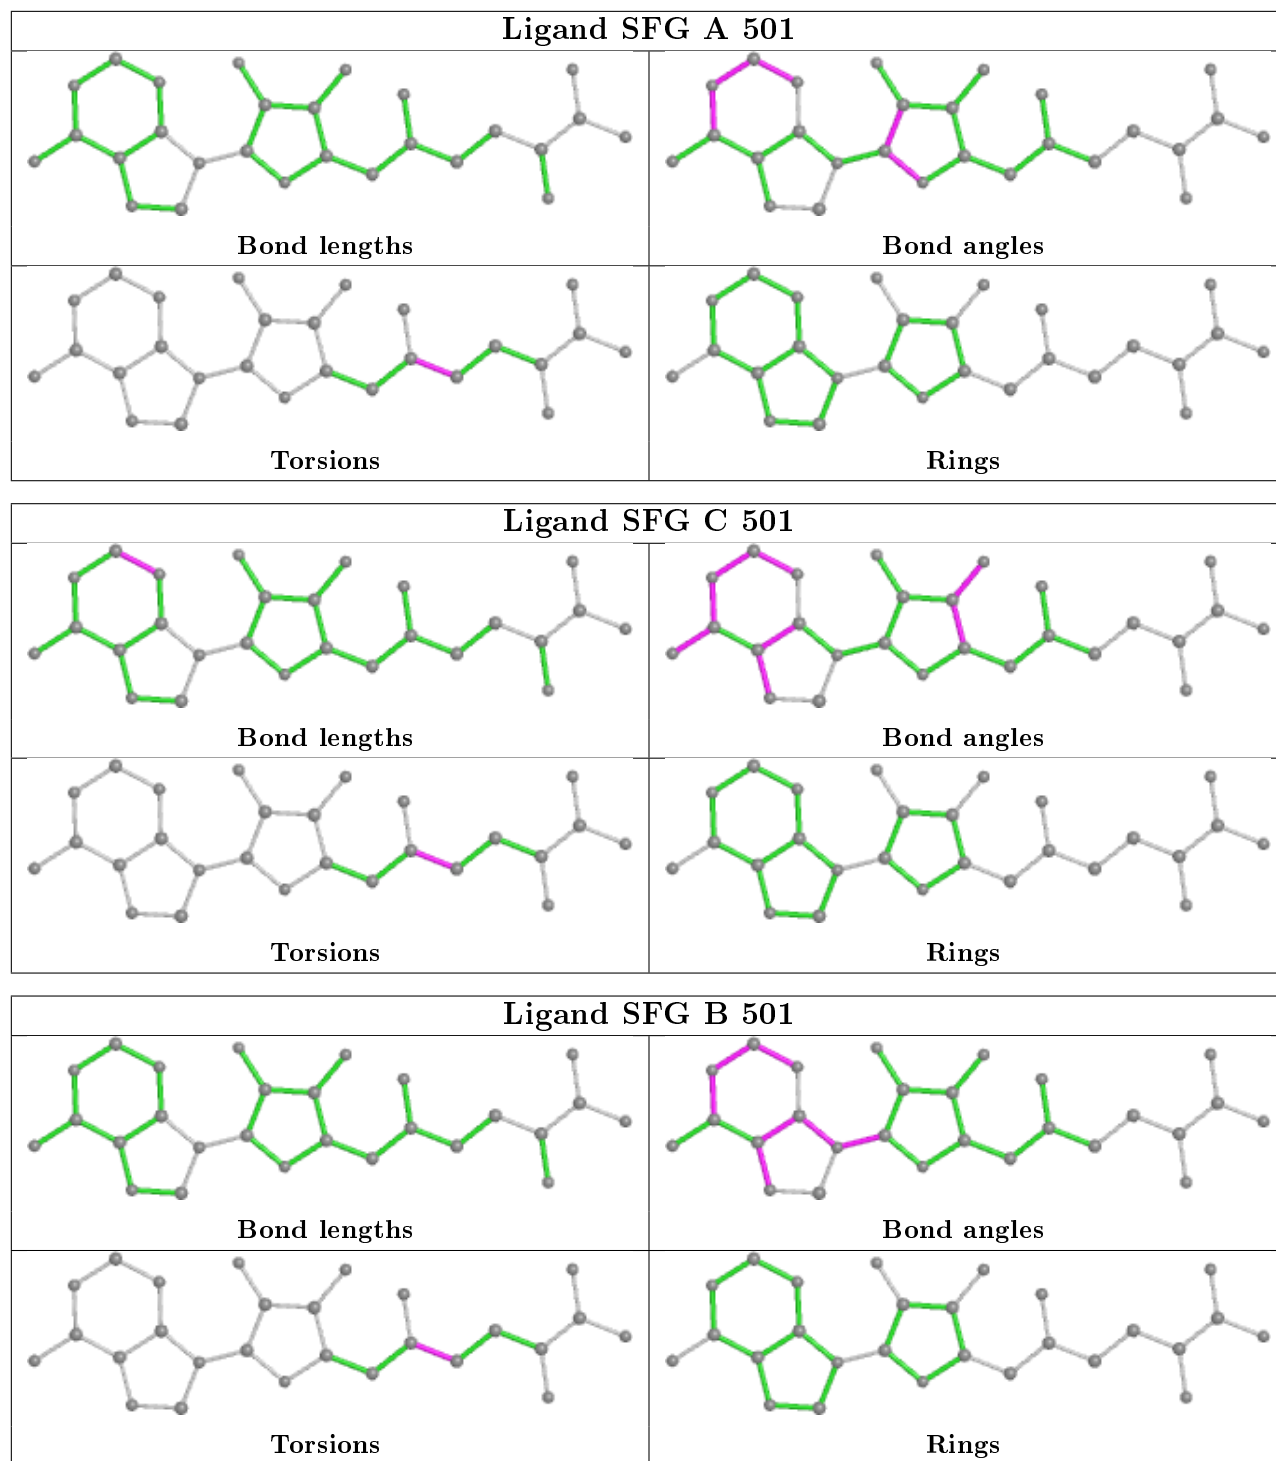 Ligand SFG A 501
Bond lengths
Bond angles
Torsions
Rings
Ligand SFG C 501
Bond lengths
Bond angles
Torsions
Rings
Ligand SFG B 501
Bond lengths
Bond angles
Torsions
Rings